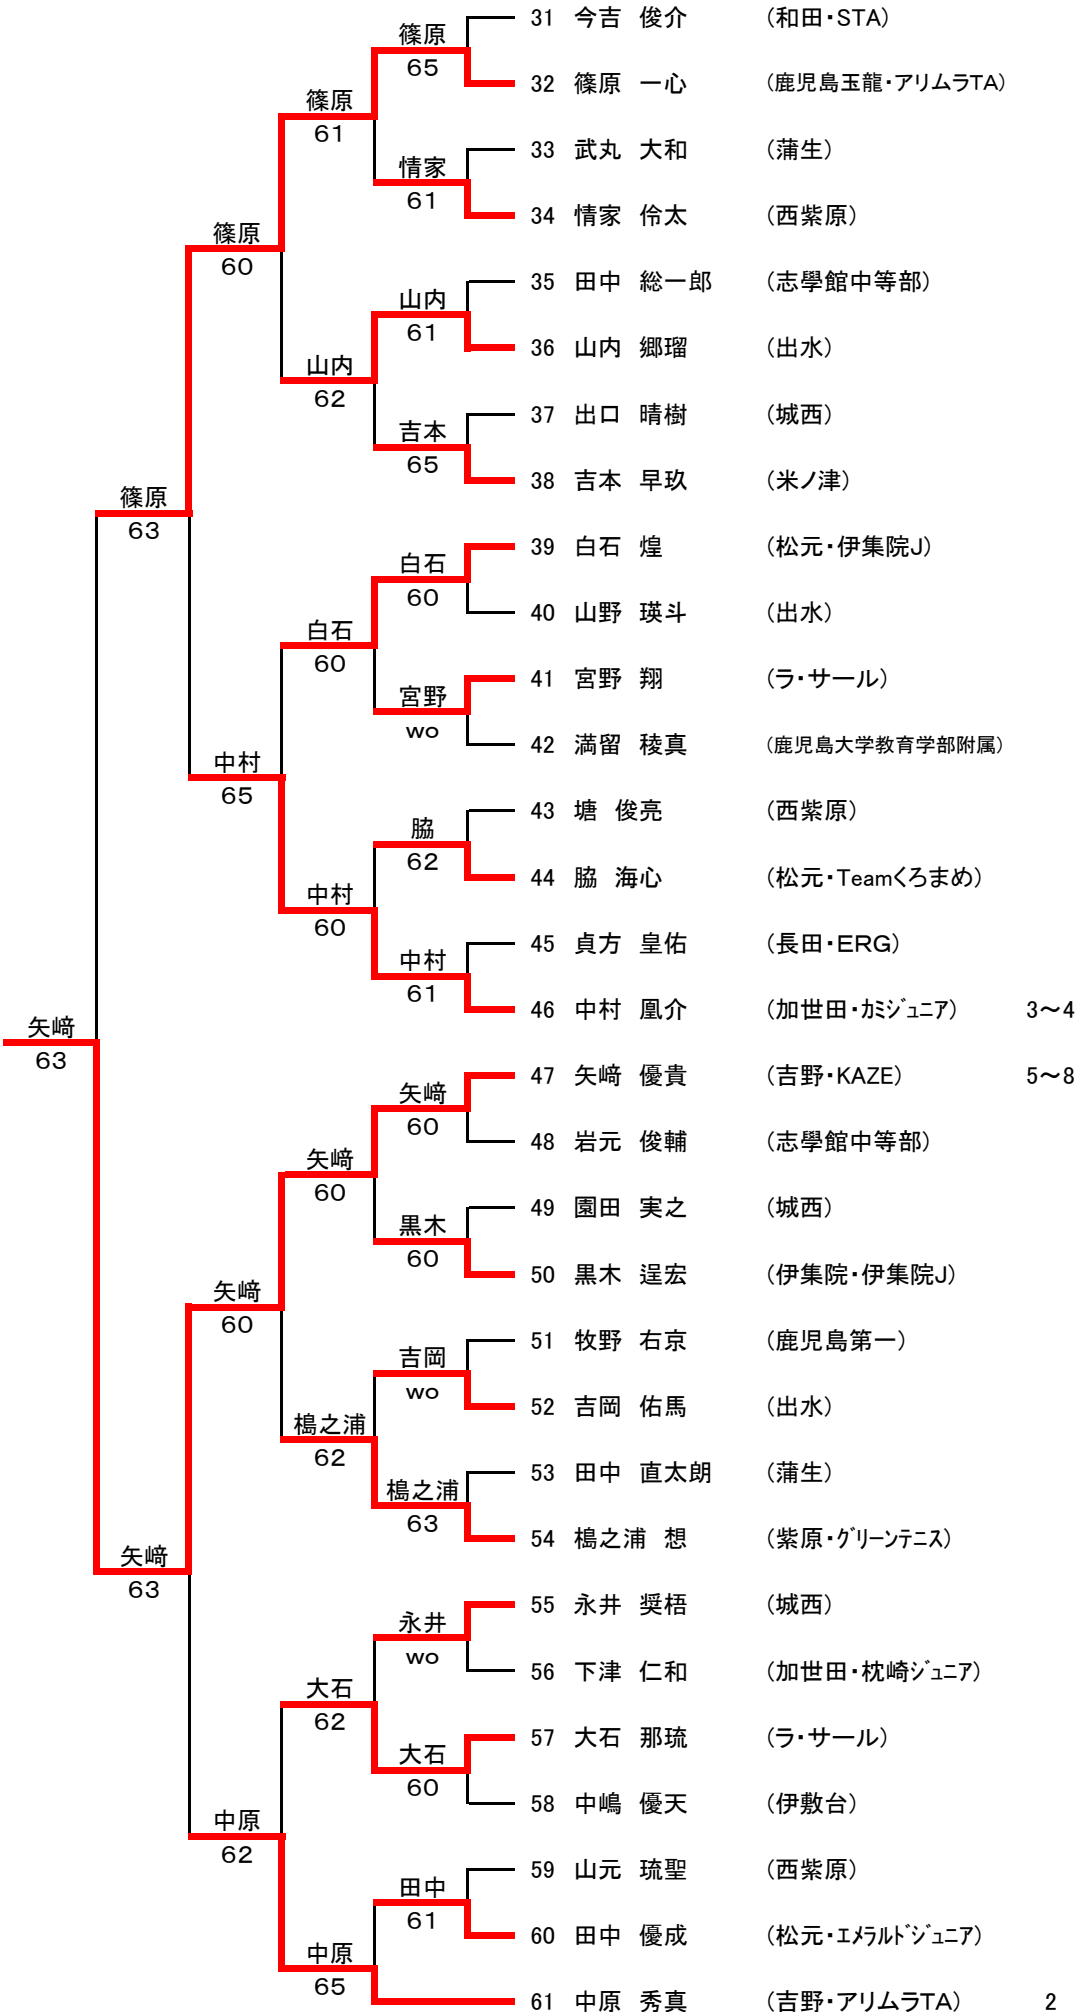 31 今吉 俊介 (和田・STA)
篠原
65
32 篠原 一心 (鹿児島玉龍・アリムラTA)
篠原
61
33 武丸 大和 (蒲生)
情家
61
34 情家 伶太 (西紫原)
篠原
60
35 田中 総一郎 (志學館中等部)
山内
61
36 山内 郷瑠 (出水)
山内
62
37 出口 晴樹 (城西)
吉本
65
38 吉本 早玖 (米ノ津)
篠原
63
39 白石 煌 (松元・伊集院J)
白石
60
40 山野 瑛斗 (出水)
白石
60
41 宮野 翔 (ラ・サール)
宮野
wo
42 満留 稜真 (鹿児島大学教育学部附属)
中村
65
43 塘 俊亮 (西紫原)
脇
62
44 脇 海心 (松元・Teamくろまめ)
中村
60
45 貞方 皇佑 (長田・ERG)
中村
61
46 中村 凰介 (加世田・カミジュニア) 3～4
矢﨑
63
47 矢﨑 優貴 (吉野・KAZE) 5～8
矢﨑
60
48 岩元 俊輔 (志學館中等部)
矢﨑
60
49 園田 実之 (城西)
黒木
60
50 黒木 逞宏 (伊集院・伊集院J)
矢﨑
60
51 牧野 右京 (鹿児島第一)
吉岡
wo
52 吉岡 佑馬 (出水)
樢之浦
62
53 田中 直太朗 (蒲生)
樢之浦
63
54 樢之浦 想 (紫原・グリーンテニス)
矢﨑
63
55 永井 奨梧 (城西)
永井
wo
56 下津 仁和 (加世田・枕崎ジュニア)
大石
62
57 大石 那琉 (ラ・サール)
大石
60
58 中嶋 優天 (伊敷台)
中原
62
59 山元 琉聖 (西紫原)
田中
61
60 田中 優成 (松元・エメラルドジュニア)
中原
65
61 中原 秀真 (吉野・アリムラTA) 2